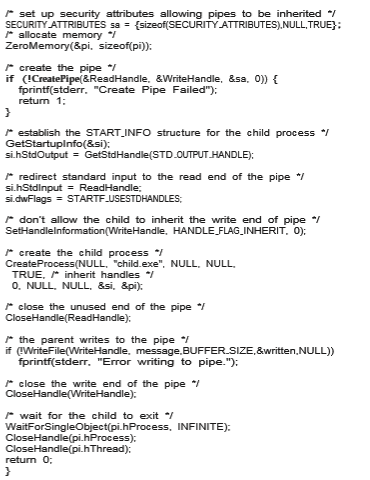 /* set up security attributes allowing pipes to be inherited */
SECURITY_ATTRIBUTES sa = {sizeof(SECURITY_ATTRIBUTES),NULL,TRUE};
/* allocate memory */
ZeroMemory(&pi, sizeof(pi));
/* create the pipe */
if (!CreatePipe(&ReadHandle, &WriteHandle, &sa, 0)) {
fprintf(stderr, "Create Pipe Failed");
return 1;
}
/* establish the START_INFO structure for the child process */
GetStartupInfo(&si);
si.hStdOutput = GetStdHandle(STD_OUTPUT_HANDLE);
/* redirect standard input to the read end of the pipe */
si.hStdInput = ReadHandle;
si.dwFlags = STARTF_USESTDHANDLES;
/* don't allow the child to inherit the write end of pipe */
SetHandleInformation(WriteHandle, HANDLE_FLAG_INHERIT, 0);
/* create the child process */
CreateProcess(NULL, "child.exe", NULL, NULL,
TRUE, /* inherit handles */
0, NULL, NULL, &si, &pi);
/* close the unused end of the pipe */
CloseHandle(ReadHandle);
/* the parent writes to the pipe */
if (!WriteFile(WriteHandle, message,BUFFER_SIZE,&written,NULL))
fprintf(stderr, "Error writing to pipe.");
/* close the write end of the pipe */
CloseHandle(WriteHandle);
/* wait for the child to exit */
WaitForSingleObject(pi.hProcess, INFINITE);
CloseHandle(pi.hProcess);
CloseHandle(pi.hThread);
return 0;
}